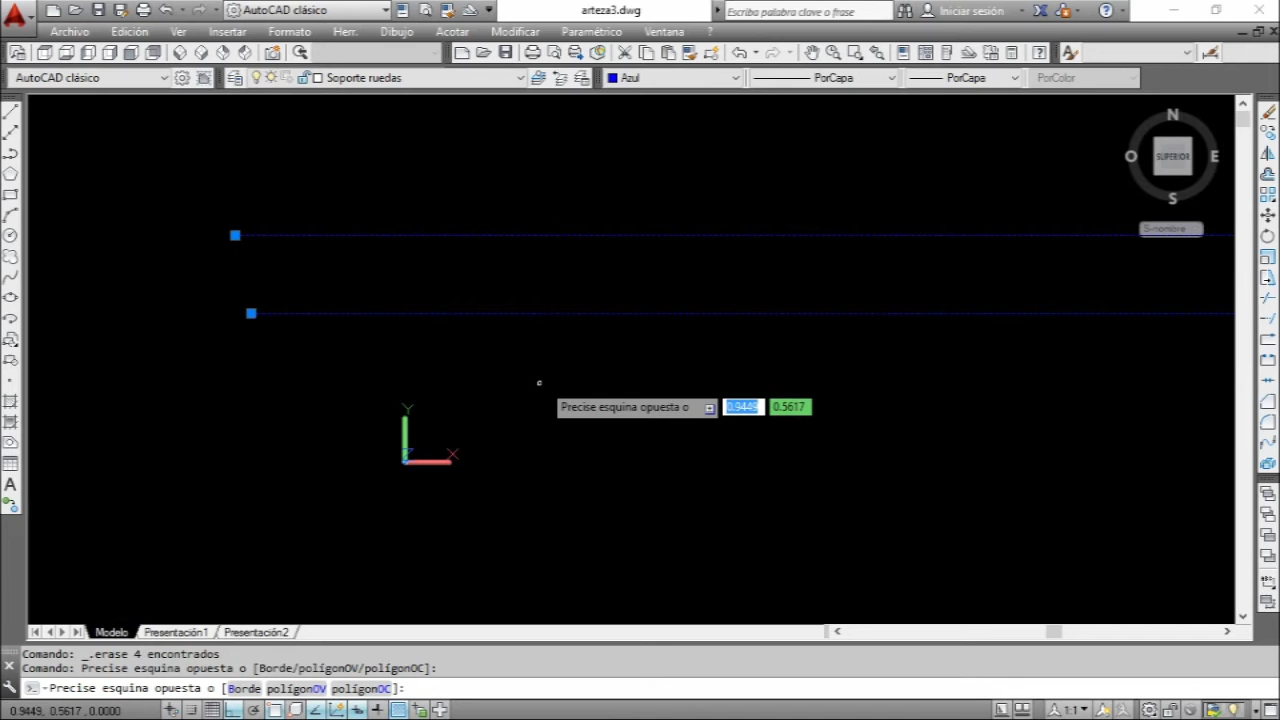 AutoCAD clásico
arteza3.dwg
Escriba palabra clave o frase
Iniciar sesión
Archivo Edición Ver Insertar Formato Herr. Dibujo Acotar Modificar Paramétrico Ventana ?
AutoCAD clásico
Soporte ruedas
Azul
PorCapa
PorCapa
PorColor
N
O SUPERIOR E
S
S-nombre
Precise esquina opuesta o 0.9449 0.5617
Y
X
A
Modelo Presentación1 Presentación2
Comando: _.erase 4 encontrados
Comando: Precise esquina opuesta o [Borde/polígonOV/polígonOC]:
Precise esquina opuesta o [Borde polígonOV polígonOC]:
0.9449, 0.5617, 0.0000
1:1